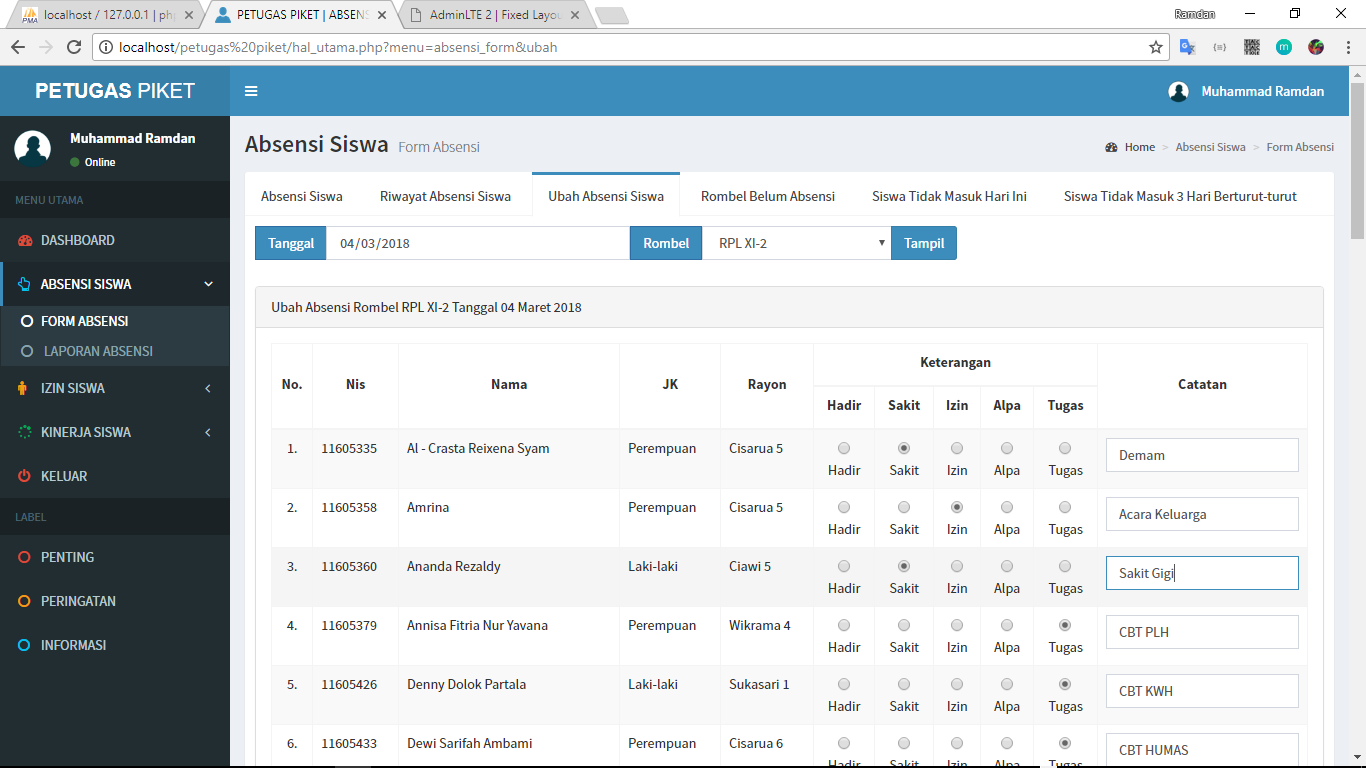 localhost / 127.0.0.1 | ph
PETUGAS PIKET | ABSEN
AdminLTE 2 | Fixed Layou
Ramdan
localhost/petugas%20piket/hal_utama.php?menu=absensi_form&ubah
PETUGAS PIKET
Muhammad Ramdan
Muhammad Ramdan
Online
Absensi Siswa Form Absensi
Home > Absensi Siswa > Form Absensi
MENU UTAMA
DASHBOARD
ABSENSI SISWA
FORM ABSENSI
LAPORAN ABSENSI
IZIN SISWA
KINERJA SISWA
KELUAR
LABEL
PENTING
PERINGATAN
INFORMASI
Absensi Siswa Riwayat Absensi Siswa Ubah Absensi Siswa Rombel Belum Absensi Siswa Tidak Masuk Hari Ini Siswa Tidak Masuk 3 Hari Berturut-turut
Tanggal 04/03/2018 Rombel RPL XI-2 Tampil
Ubah Absensi Rombel RPL XI-2 Tanggal 04 Maret 2018
No. Nis Nama JK Rayon Keterangan Catatan
Hadir Sakit Izin Alpa Tugas
1. 11605335 Al - Crasta Reixena Syam Perempuan Cisarua 5 Demam
Hadir Sakit Izin Alpa Tugas
2. 11605358 Amrina Perempuan Cisarua 5 Acara Keluarga
Hadir Sakit Izin Alpa Tugas
3. 11605360 Ananda Rezaldy Laki-laki Ciawi 5 Sakit Gigi
Hadir Sakit Izin Alpa Tugas
4. 11605379 Annisa Fitria Nur Yavana Perempuan Wikrama 4 CBT PLH
Hadir Sakit Izin Alpa Tugas
5. 11605426 Denny Dolok Partala Laki-laki Sukasari 1 CBT KWH
Hadir Sakit Izin Alpa Tugas
6. 11605433 Dewi Sarifah Ambami Perempuan Cisarua 6 CBT HUMAS
Hadir Sakit Izin Alpa Tugas